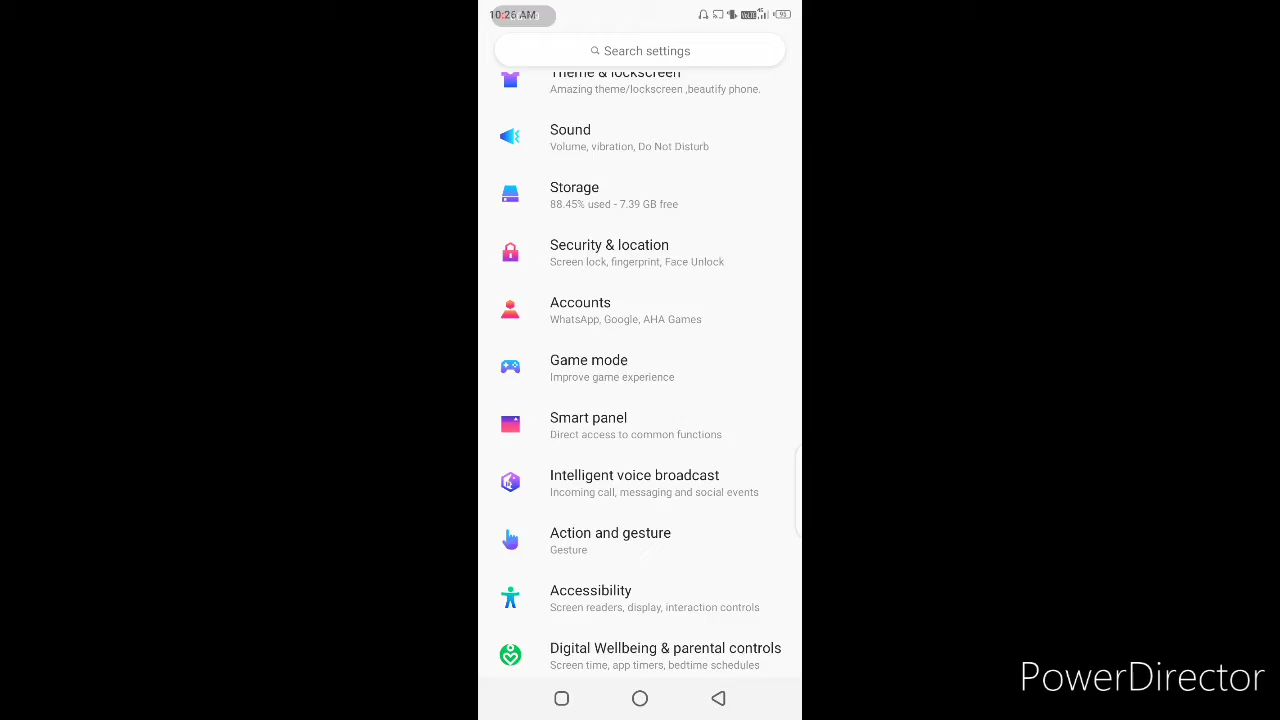 10:26 AM
Search settings
Theme & lockscreen
Amazing theme/lockscreen ,beautify phone.
Sound
Volume, vibration, Do Not Disturb
Storage
88.45% used - 7.39 GB free
Security & location
Screen lock, fingerprint, Face Unlock
Accounts
WhatsApp, Google, AHA Games
Game mode
Improve game experience
Smart panel
Direct access to common functions
Intelligent voice broadcast
Incoming call, messaging and social events
Action and gesture
Gesture
Accessibility
Screen readers, display, interaction controls
Digital Wellbeing & parental controls
Screen time, app timers, bedtime schedules
PowerDirector